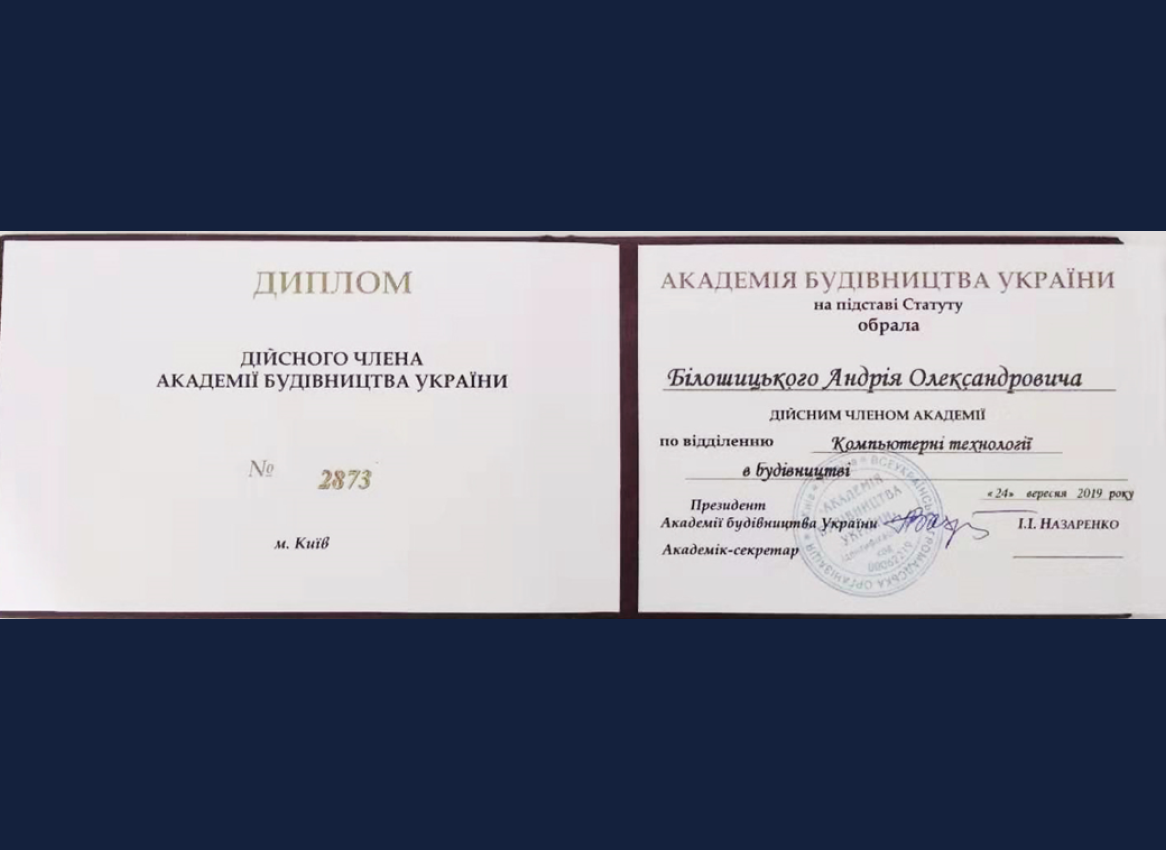 ДИПЛОМ
ДІЙСНОГО ЧЛЕНА
АКАДЕМІЇ БУДІВНИЦТВА УКРАЇНИ
№ 2873
м. Київ
АКАДЕМІЯ БУДІВНИЦТВА УКРАЇНИ
на підставі Статуту
обрала
Білошицького Андрія Олександровича
ДІЙСНИМ ЧЛЕНОМ АКАДЕМІЇ
по відділенню Компьютерні технології
в будівництві
«24» вересня 2019 року
Президент
Академії будівництва України І.І. НАЗАРЕНКО
Академік-секретар
АКАДЕМІЯ
БУДІВНИЦТВА
УКРАЇНИ
ГРОМАДСЬКА ОРГАНІЗАЦІЯ